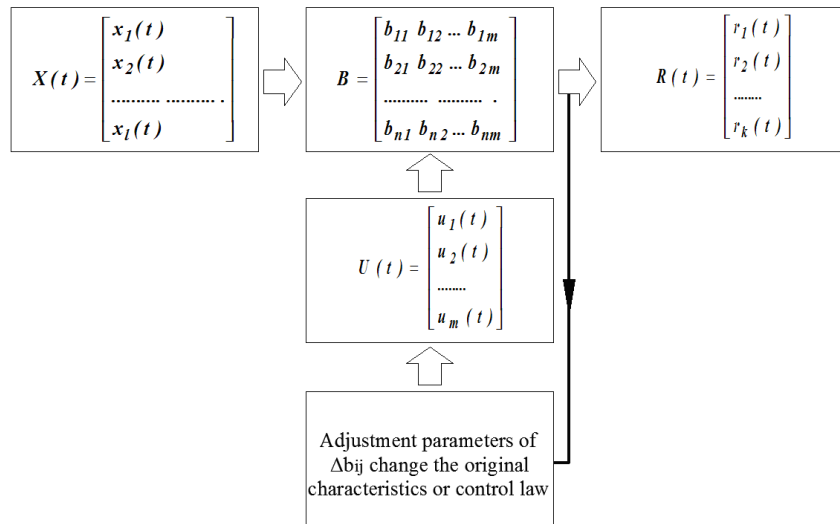 X(t) = [x1(t)
x2(t)
.......... .......... .
xl(t)]
B = [b11 b12 ... b1m
b21 b22 ... b2m
.......... .......... .
bn1 bn2 ... bnm]
R(t) = [r1(t)
r2(t)
........
rk(t)]
U(t) = [u1(t)
u2(t)
........
um(t)]
Adjustment parameters of
Δbij change the original
characteristics or control law